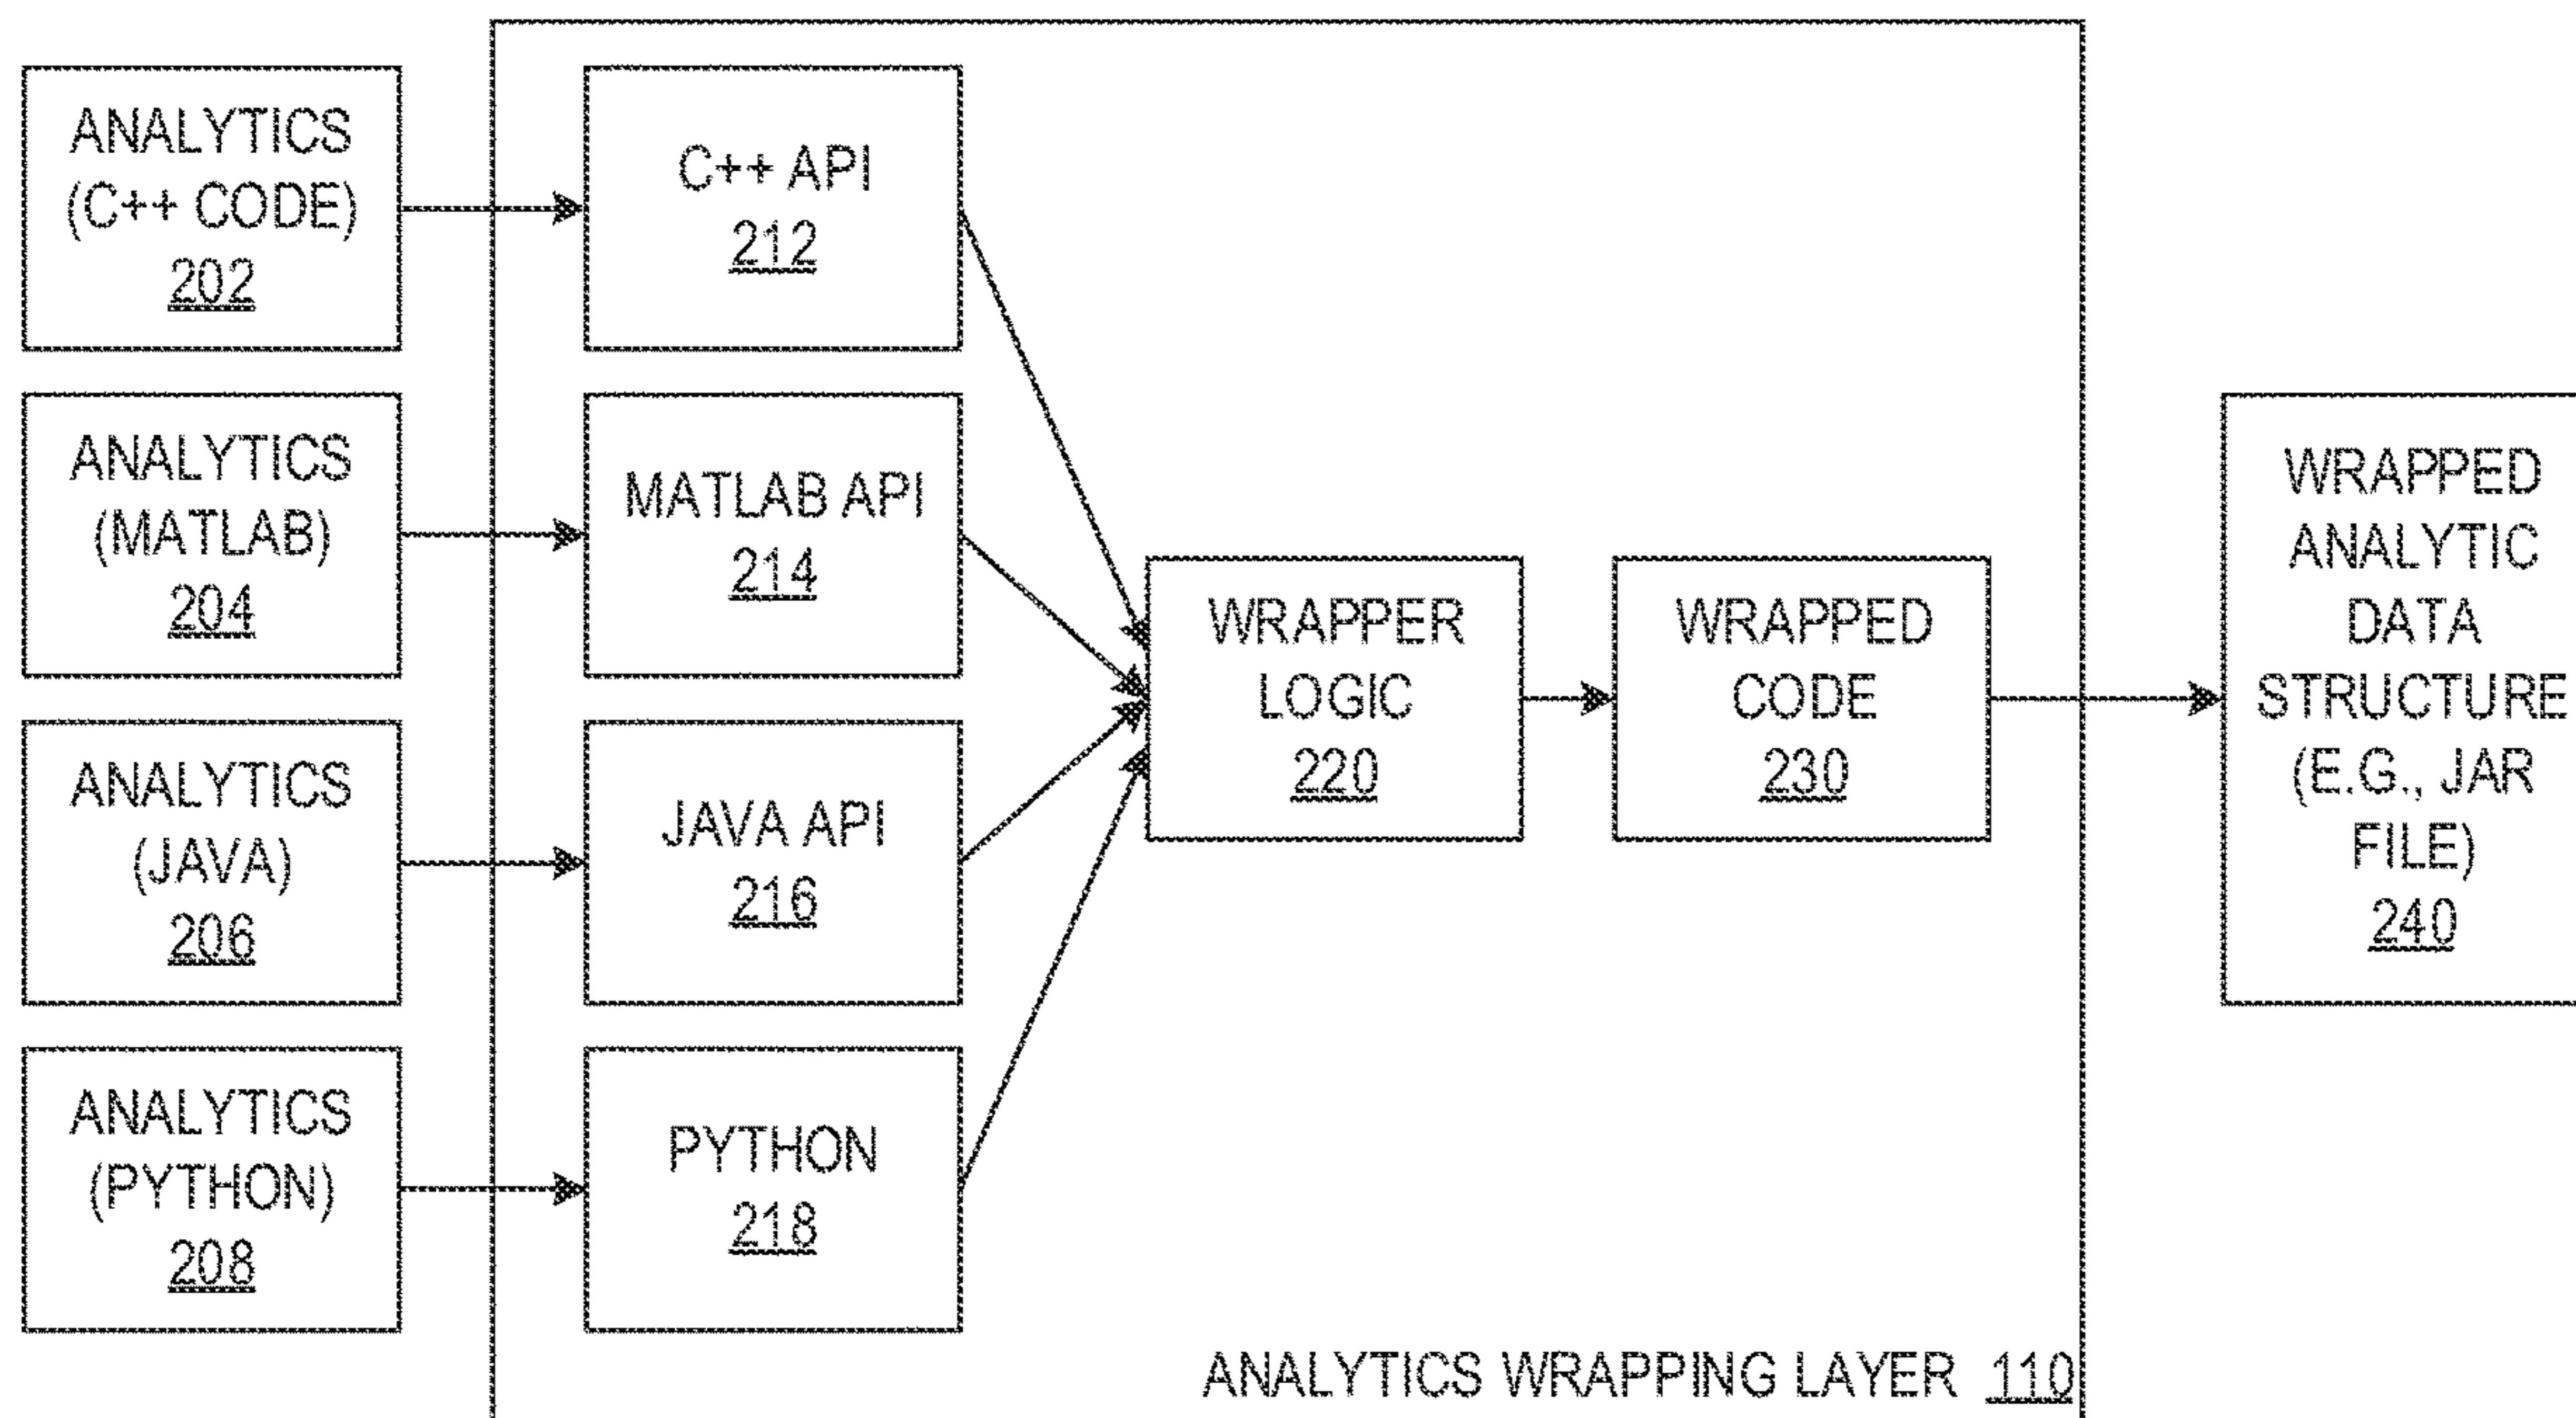 ANALYTICS
(C++ CODE)
202
C++ API
212
ANALYTICS
(MATLAB)
204
MATLAB API
214
ANALYTICS
(JAVA)
206
JAVA API
216
ANALYTICS
(PYTHON)
208
PYTHON
218
WRAPPER
LOGIC
220
WRAPPED
CODE
230
WRAPPED
ANALYTIC
DATA
STRUCTURE
(E.G., JAR
FILE)
240
ANALYTICS WRAPPING LAYER 110